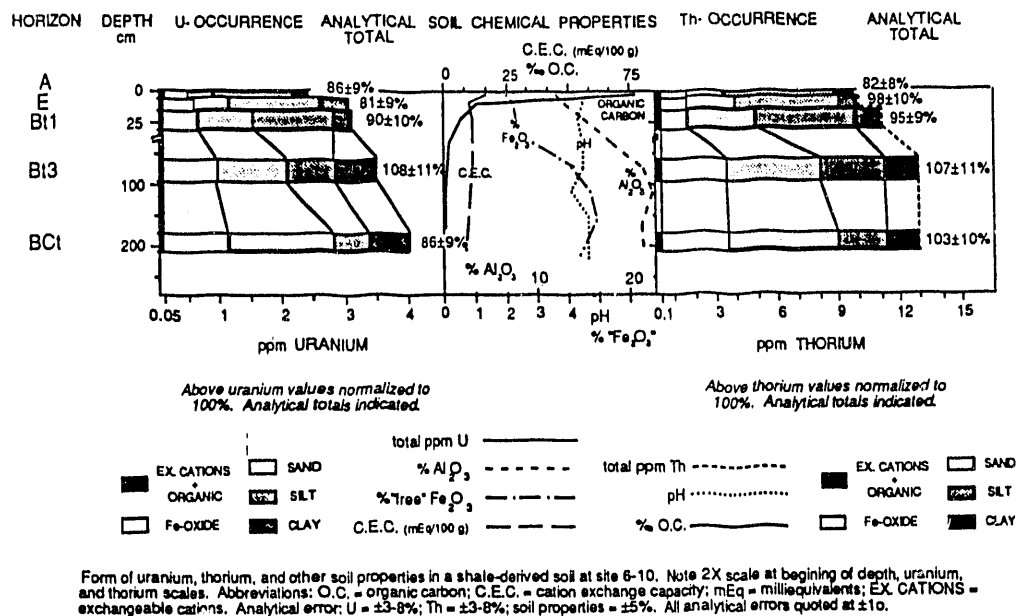 HORIZON DEPTH cm U- OCCURRENCE ANALYTICAL TOTAL SOIL CHEMICAL PROPERTIES Th- OCCURRENCE ANALYTICAL TOTAL
C.E.C. (mEq/100 g)
‰ O.C.
0 25 75
A 0 86±9% 82±8%
E 81±9% ORGANIC CARBON 98±10%
Bt1 25 90±10% 95±9%
% Fe2O3 pH
Bt3 108±11% C.E.C. % Al2O3 107±11%
100
BCt 200 86±9% 103±10%
% Al2O3 10 20
0.05 1 2 3 4 0 1 2 4 6 0.1 3 6 9 12 15
pH
ppm URANIUM % "Fe2O3" ppm THORIUM
Above uranium values normalized to
100%. Analytical totals indicated.
Above thorium values normalized to
100%. Analytical totals indicated.
total ppm U
% Al2O3
%"free" Fe2O3
C.E.C. (mEq/100 g)
total ppm Th
pH
‰ O.C.
EX. CATIONS + ORGANIC
Fe-OXIDE
SAND
SILT
CLAY
EX. CATIONS + ORGANIC
Fe-OXIDE
SAND
SILT
CLAY
Form of uranium, thorium, and other soil properties in a shale-derived soil at site 6-10. Note 2X scale at begining of depth, uranium,
and thorium scales. Abbreviations: O.C. = organic carbon; C.E.C. = cation exchange capacity; mEq = milliequivalents; EX. CATIONS =
exchangeable cations. Analytical error: U = ±3-8%; Th = ±3-8%; soil properties = ±5%. All analytical errors quoted at ±1σ.